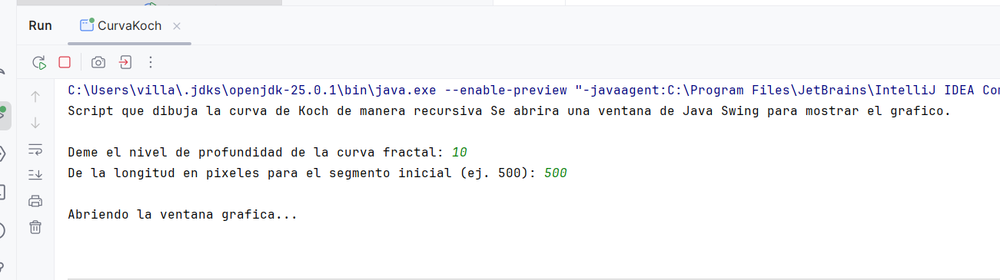 Run CurvaKoch
C:\Users\villa\.jdks\openjdk-25.0.1\bin\java.exe --enable-preview "-javaagent:C:\Program Files\JetBrains\IntelliJ IDEA
Script que dibuja la curva de Koch de manera recursiva Se abrira una ventana de Java Swing para mostrar el grafico.
Deme el nivel de profundidad de la curva fractal: 10
De la longitud en pixeles para el segmento inicial (ej. 500): 500
Abriendo la ventana grafica...